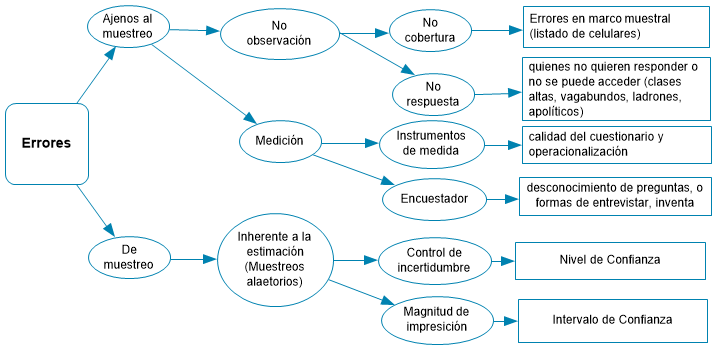 Errores
Ajenos al
muestreo
No
observación
No
cobertura
Errores en marco muestral
(listado de celulares)
No
respuesta
quienes no quieren responder o
no se puede acceder (clases
altas, vagabundos, ladrones,
apolíticos)
Medición
Instrumentos
de medida
calidad del cuestionario y
operacionalización
Encuestador
desconocimiento de preguntas, o
formas de entrevistar, inventa
De
muestreo
Inherente a la
estimación
(Muestreos
alaetorios)
Control de
incertidumbre
Nivel de Confianza
Magnitud de
impresición
Intervalo de Confianza